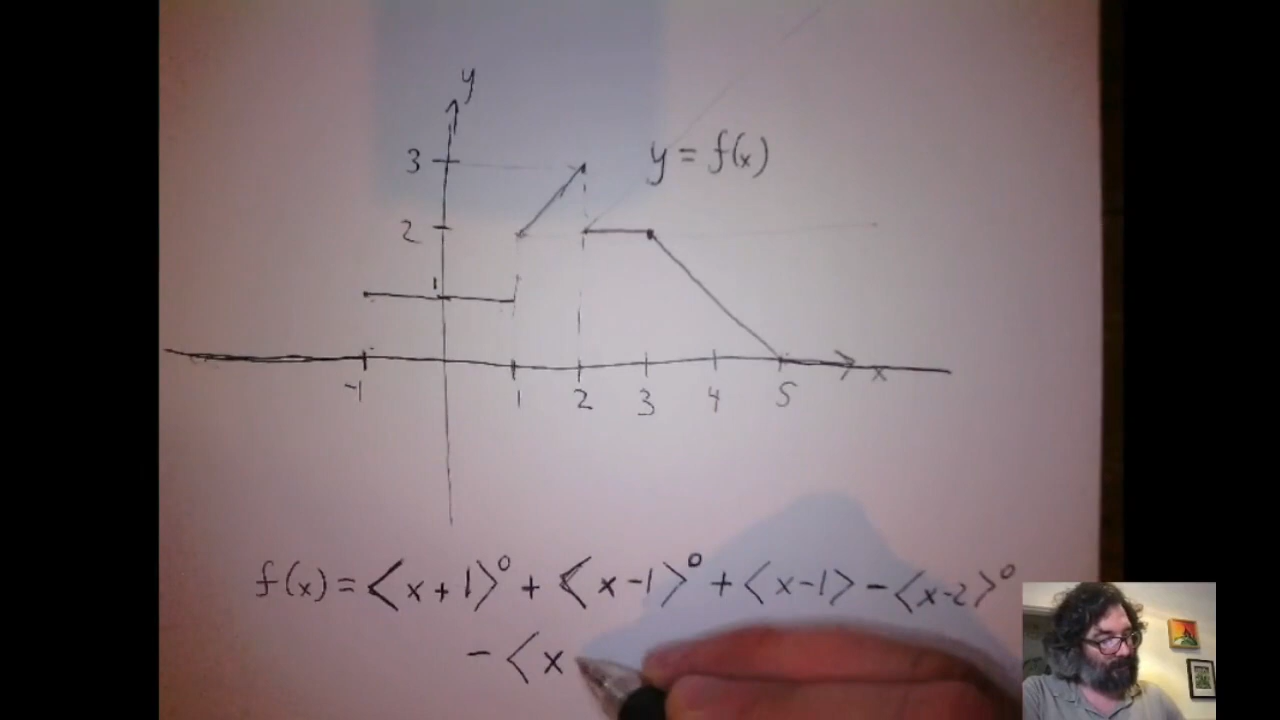 y
3
y = f(x)
2
1
-1 1 2 3 4 5 x
f(x) = <x + 1>⁰ + <x - 1>⁰ + <x - 1> - <x - 2>⁰
- <x